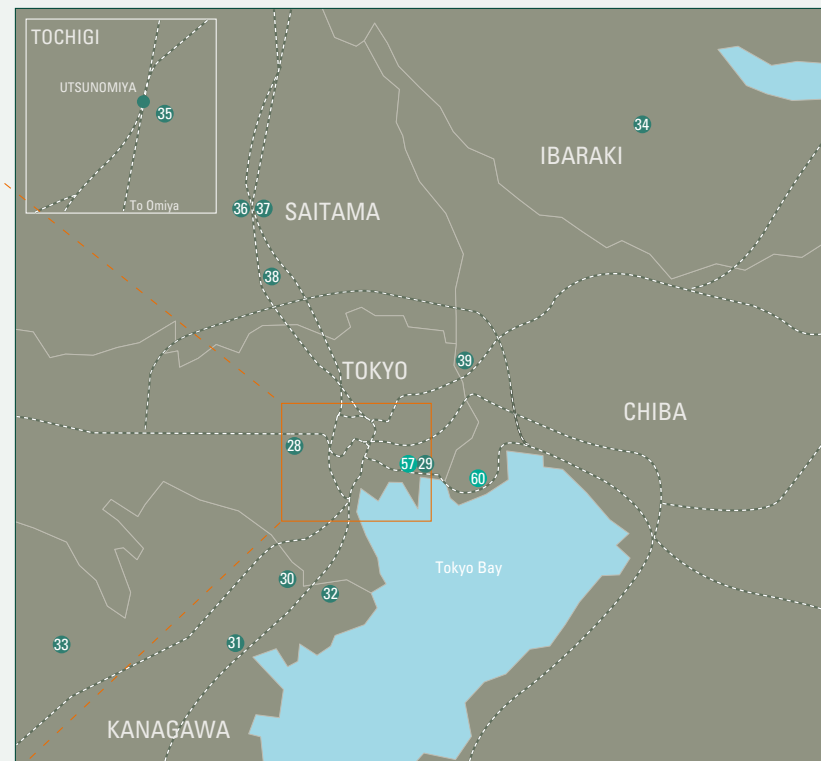 TOCHIGI
UTSUNOMIYA
35
To Omiya
34
IBARAKI
36 37 SAITAMA
38
39
TOKYO
CHIBA
28
57 29
60
Tokyo Bay
30
32
33
31
KANAGAWA